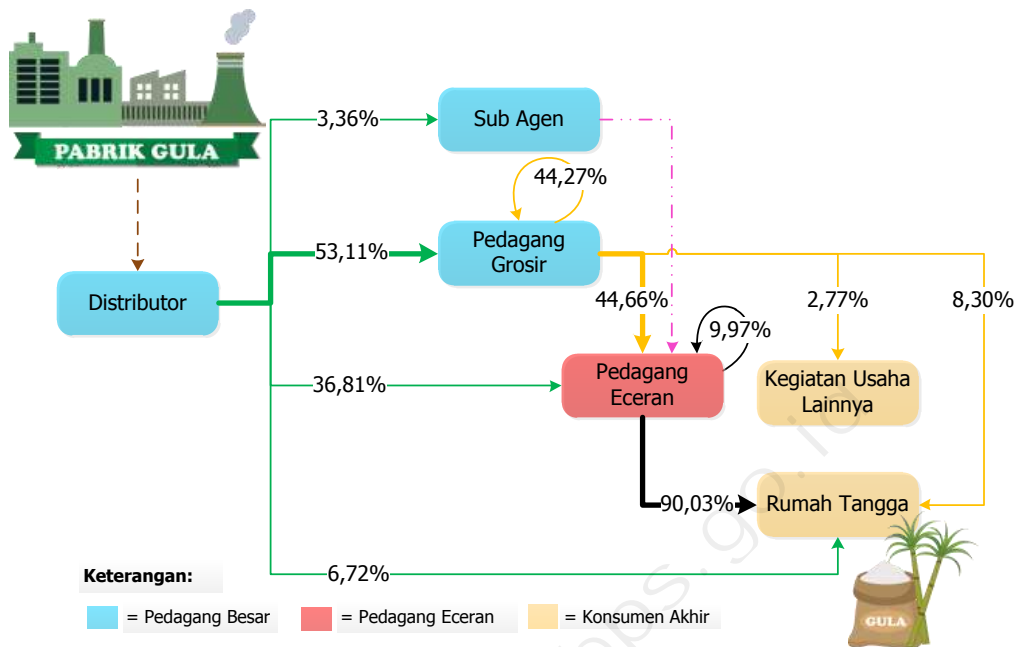 PABRIK GULA
3,36%
Sub Agen
44,27%
53,11%
Pedagang
Grosir
Distributor
44,66%
2,77%
8,30%
9,97%
36,81%
Pedagang
Eceran
Kegiatan Usaha
Lainnya
90,03%
Rumah Tangga
6,72%
Keterangan:
= Pedagang Besar
= Pedagang Eceran
= Konsumen Akhir
GULA